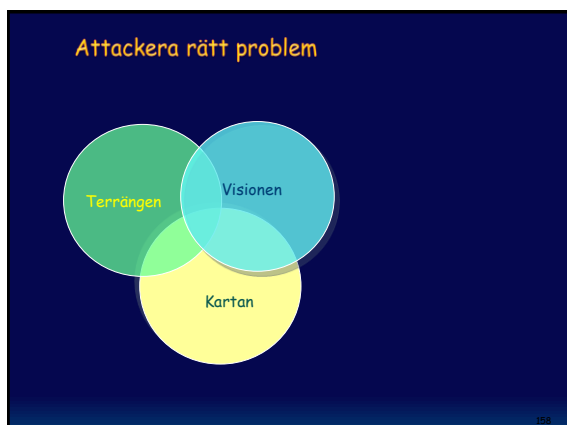 Attackera rätt problem
Terrängen
Visionen
Kartan
158